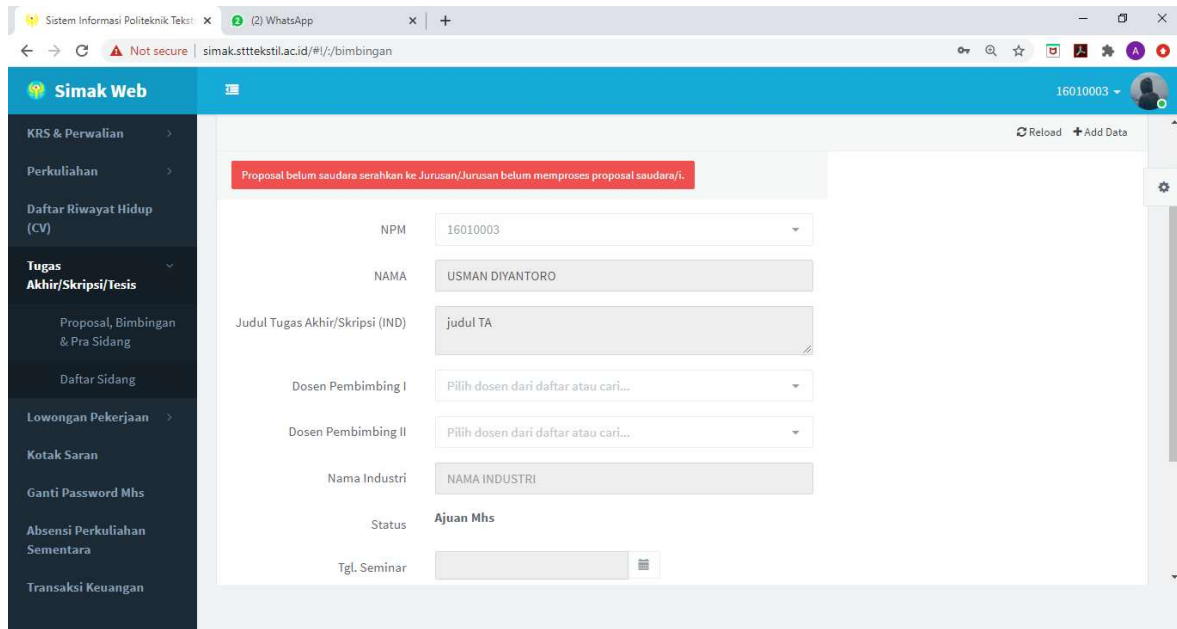 Sistem Informasi Politeknik Tekst
(2) WhatsApp
Not secure simak.stttekstil.ac.id/#!/:/bimbingan
A
Simak Web
16010003
Reload Add Data
KRS & Perwalian
Perkuliahan
Daftar Riwayat Hidup
(CV)
Tugas
Akhir/Skripsi/Tesis
Proposal, Bimbingan
& Pra Sidang
Daftar Sidang
Lowongan Pekerjaan
Kotak Saran
Ganti Password Mhs
Absensi Perkuliahan
Sementara
Transaksi Keuangan
Proposal belum saudara serahkan ke Jurusan/Jurusan belum memproses proposal saudara/i.
NPM 16010003
NAMA USMAN DIYANTORO
Judul Tugas Akhir/Skripsi (IND) judul TA
Dosen Pembimbing I Pilih dosen dari daftar atau cari...
Dosen Pembimbing II Pilih dosen dari daftar atau cari...
Nama Industri NAMA INDUSTRI
Status Ajuan Mhs
Tgl. Seminar